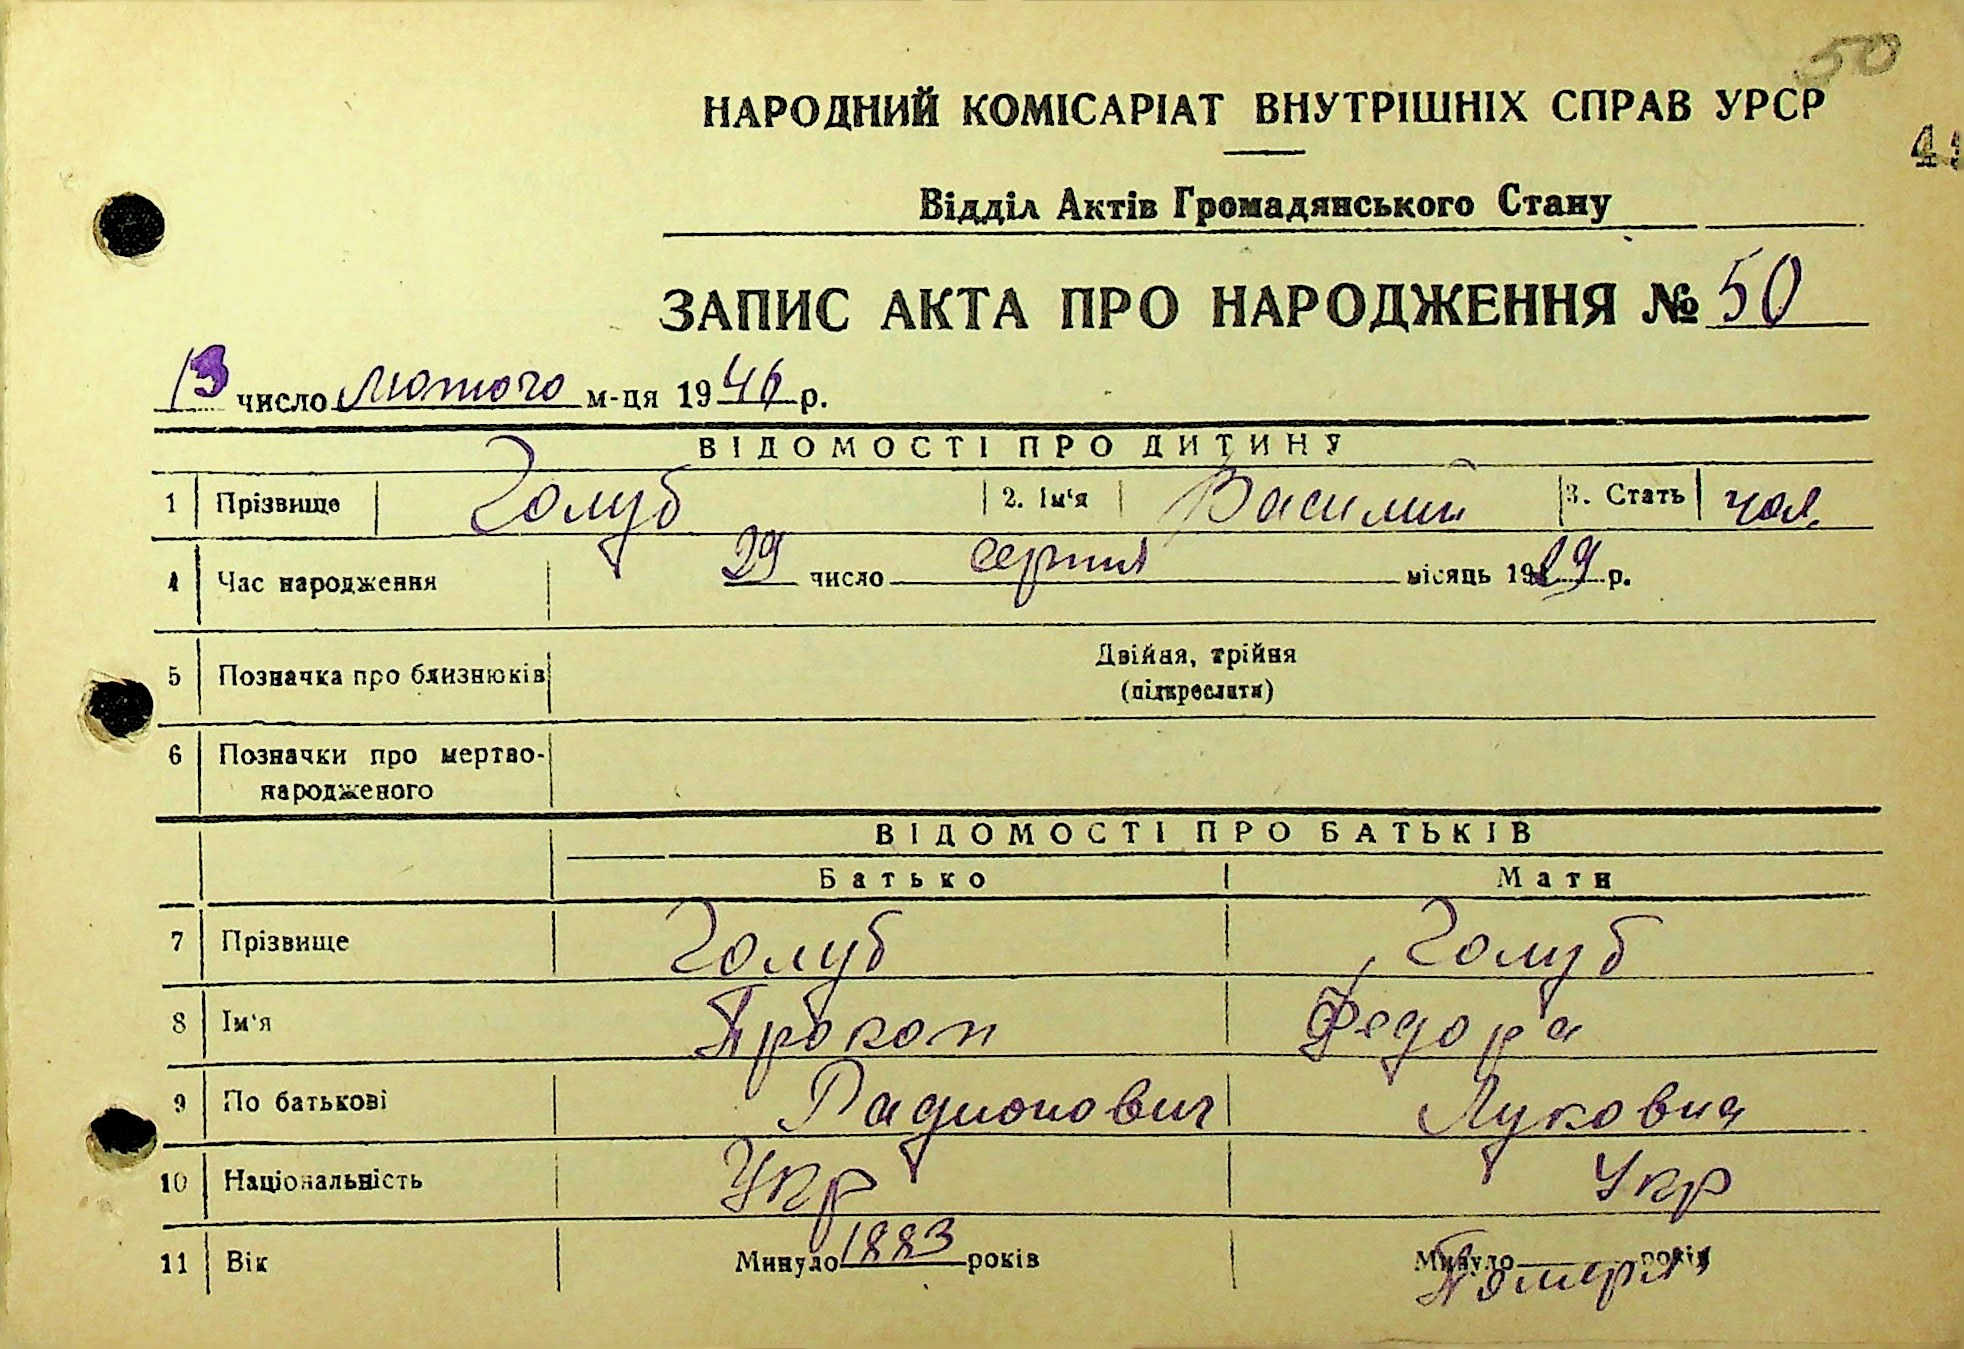 50
НАРОДНИЙ КОМІСАРІАТ ВНУТРІШНІХ СПРАВ УРСР
Відділ Актів Громадянського Стану
ЗАПИС АКТА ПРО НАРОДЖЕННЯ № 50
13 число лютого м-ця 1946 р.
ВІДОМОСТІ ПРО ДИТИНУ
1 Прізвище Голуб 2. Ім'я Василий 3. Стать чол.
4 Час народження 29 число серпня місяць 1929 р.
5 Позначка про близнюків Двійня, трійня
(підкреслити)
6 Позначки про мертво-
народженого
ВІДОМОСТІ ПРО БАТЬКІВ
Батько Мати
7 Прізвище Голуб Голуб
8 Ім'я Прокоп Федора
9 По батькові Радионович Луковна
10 Національність Укр Укр
11 Вік Минуло 1883 років Минуло років
Померла